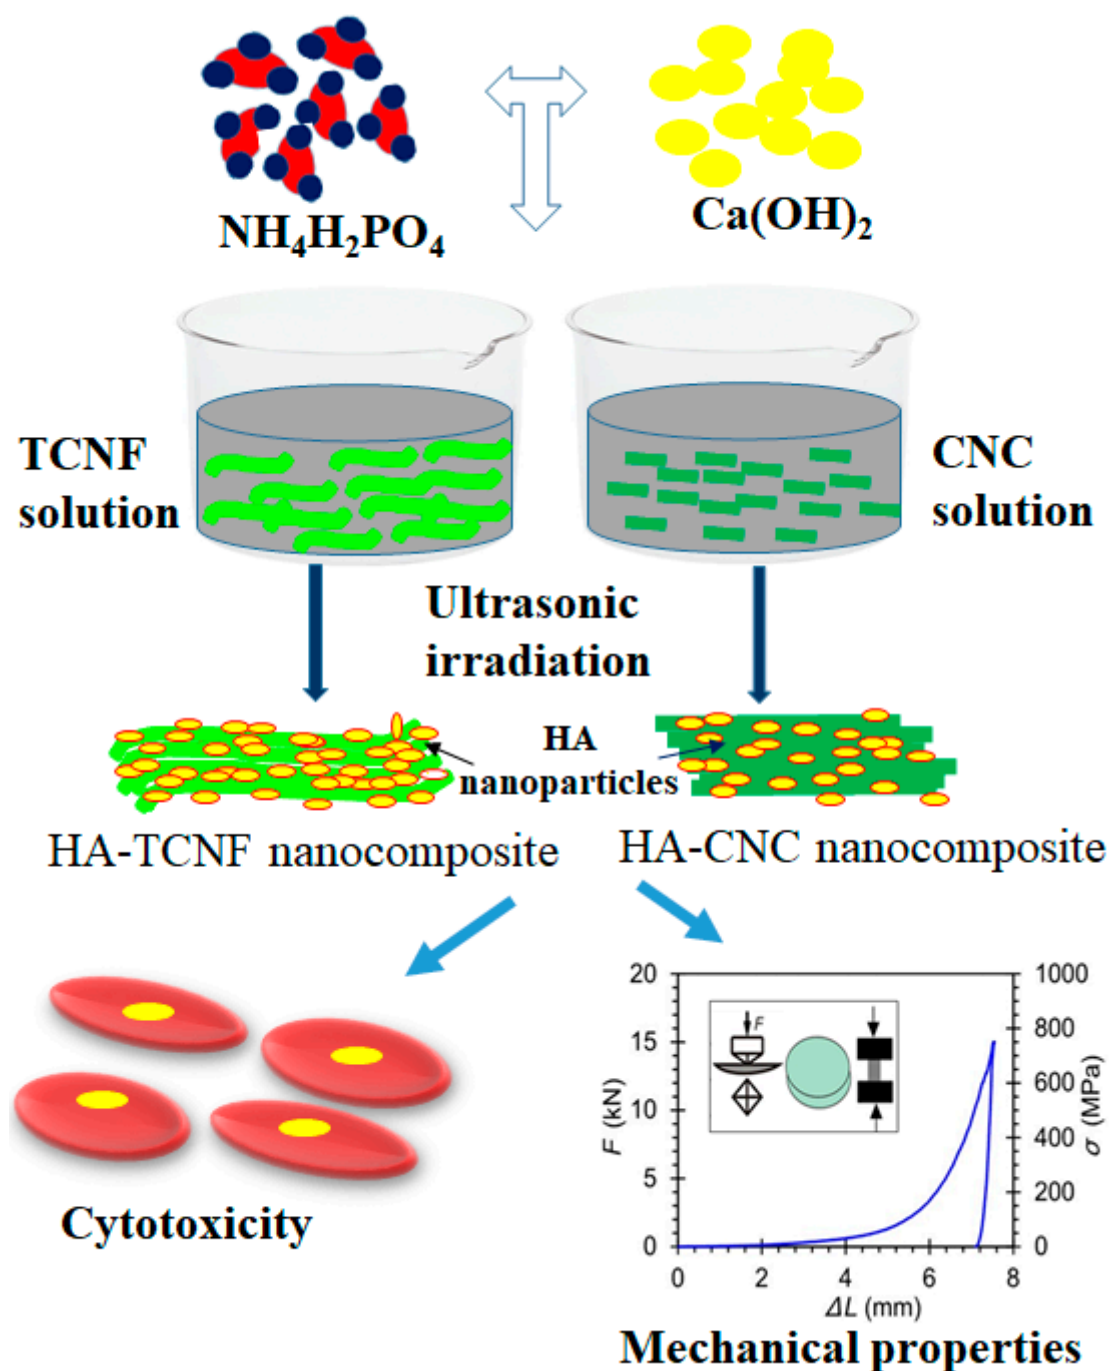 NH₄H₂PO₄
Ca(OH)₂
TCNF
solution
CNC
solution
Ultrasonic
irradiation
HA
nanoparticles
HA-TCNF nanocomposite
HA-CNC nanocomposite
Cytotoxicity
20
15
10
5
0
F (kN)
F
1000
800
600
400
200
0
σ (MPa)
0 2 4 6 8
ΔL (mm)
Mechanical properties